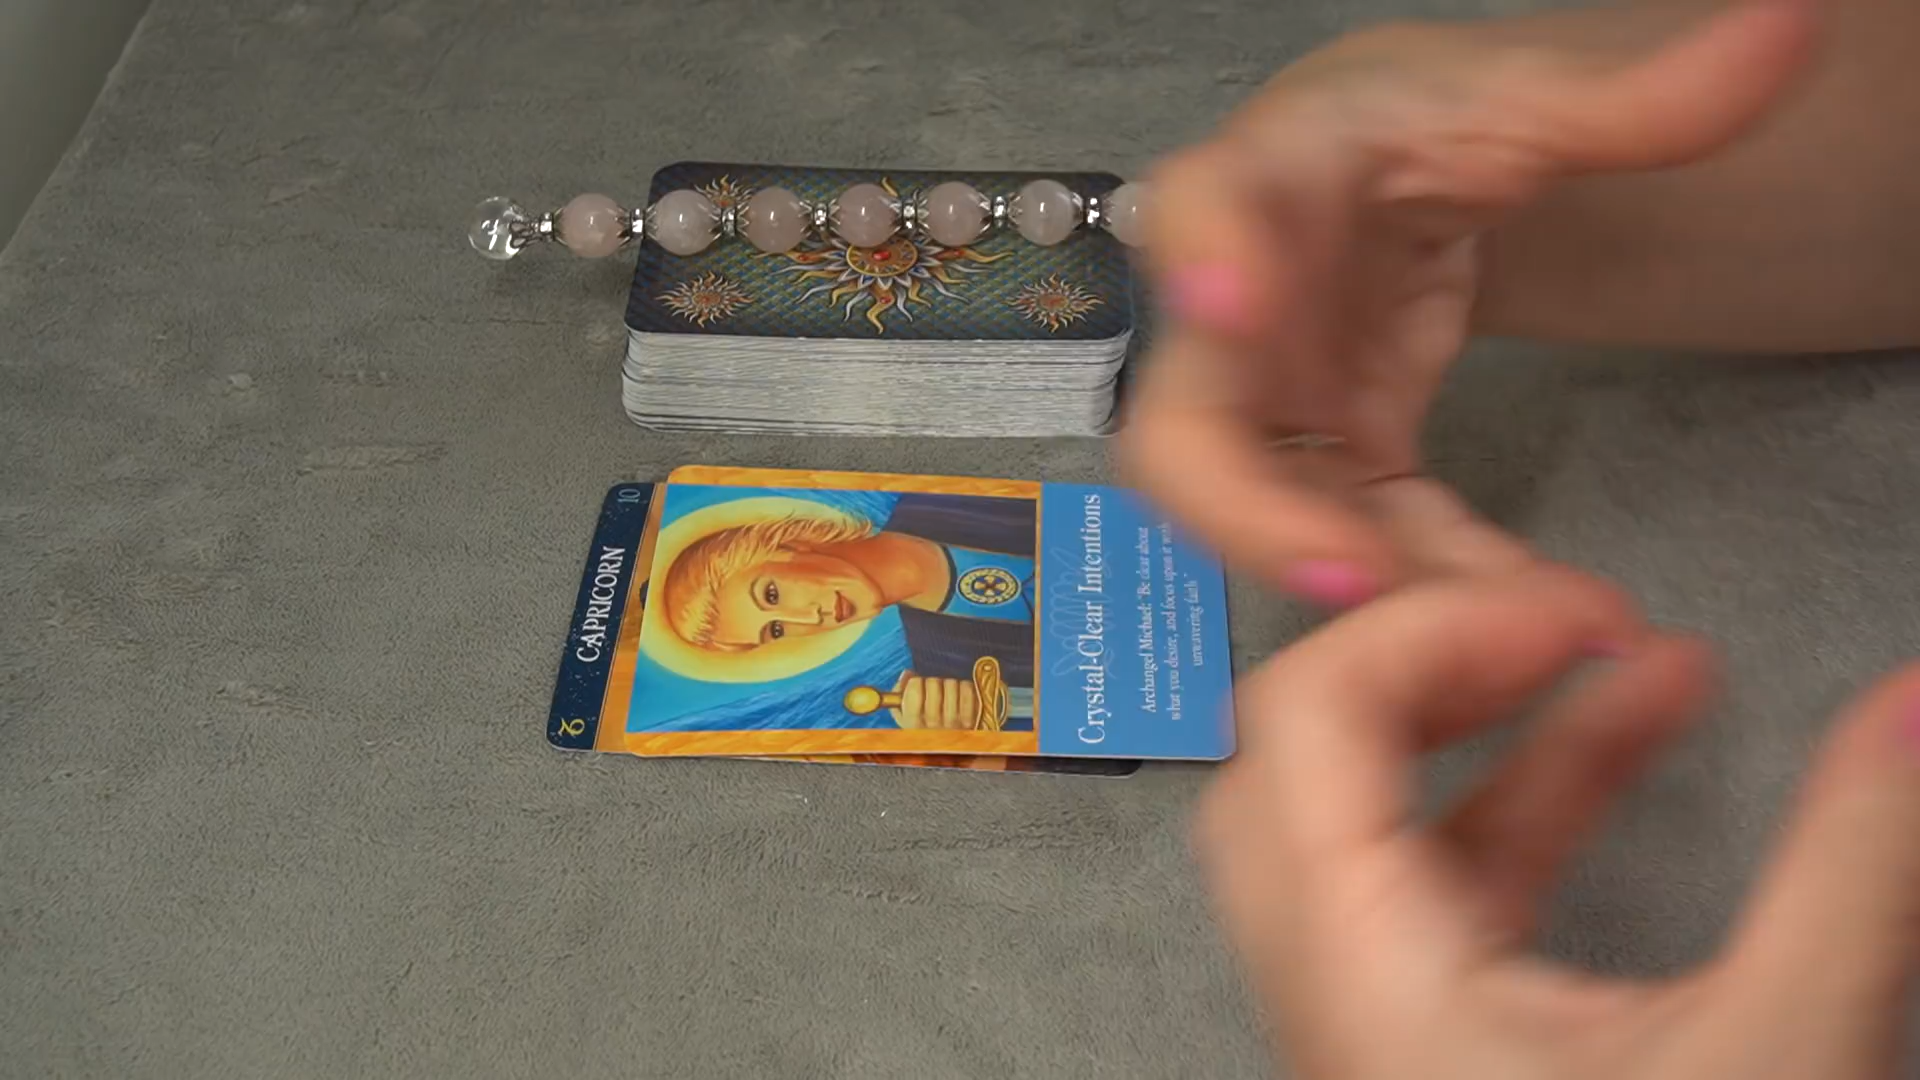 10
CAPRICORN
Crystal-Clear Intentions
Archangel Michael: "Be clear about
what you desire, and focus upon it with
unwavering faith"